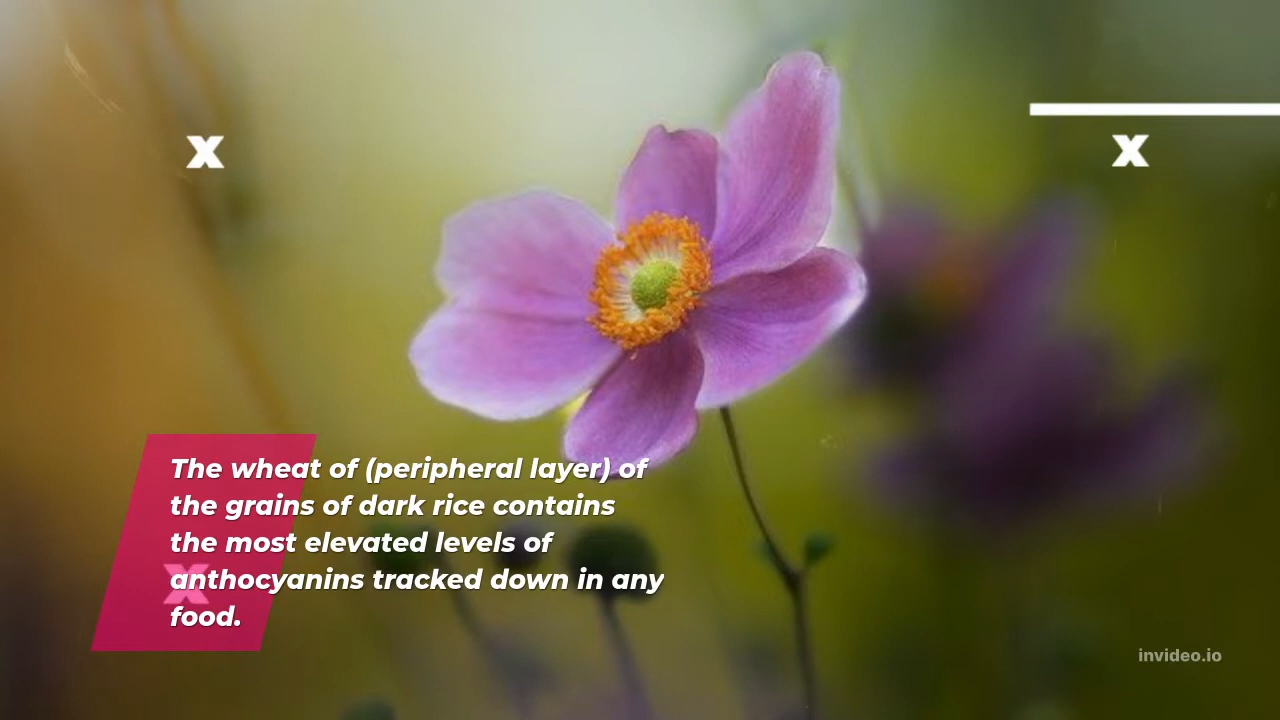 x
x
The wheat of (peripheral layer) of
the grains of dark rice contains
the most elevated levels of
anthocyanins tracked down in any
food.
x
invideo.io